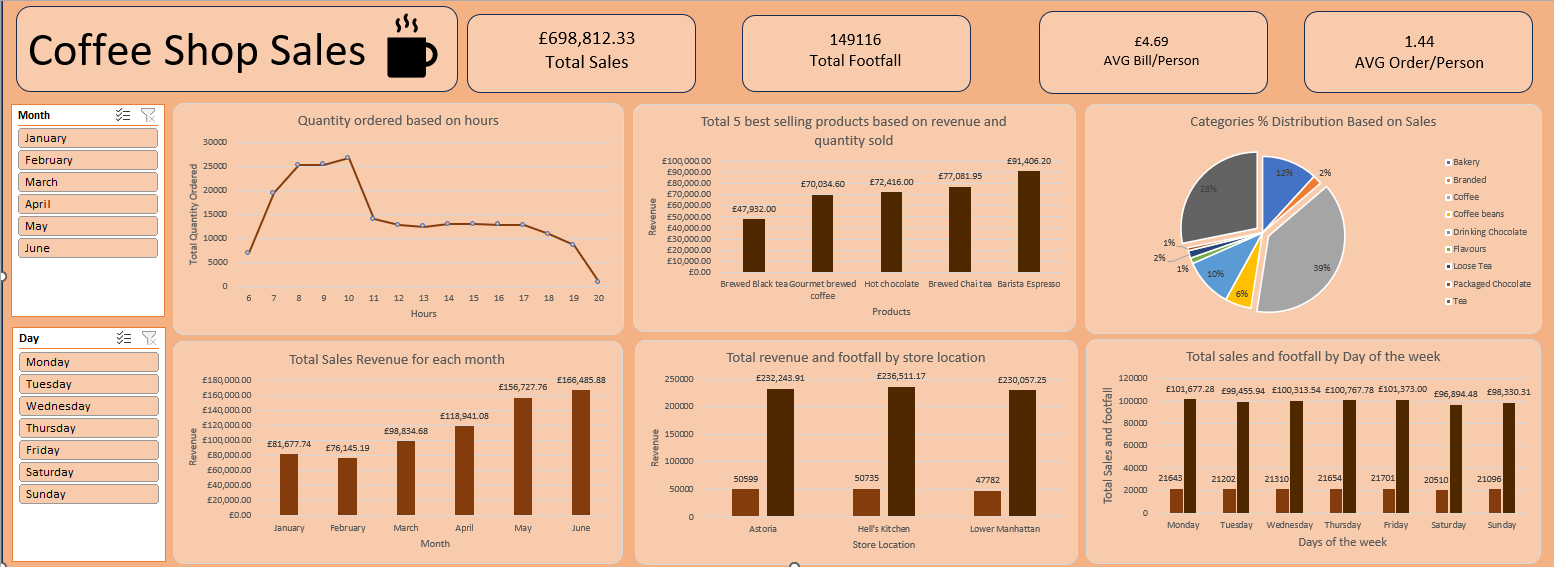 Coffee Shop Sales
£698,812.33
Total Sales
149116
Total Footfall
£4.69
AVG Bill/Person
1.44
AVG Order/Person
Month
January
February
March
April
May
June
Day
Monday
Tuesday
Wednesday
Thursday
Friday
Saturday
Sunday
Quantity ordered based on hours
Total Quantity Ordered
30000
25000
20000
15000
10000
5000
0
6 7 8 9 10 11 12 13 14 15 16 17 18 19 20
Hours
Total 5 best selling products based on revenue and
quantity sold
Revenue
£100,000.00
£90,000.00
£80,000.00
£70,000.00
£60,000.00
£50,000.00
£40,000.00
£30,000.00
£20,000.00
£10,000.00
£0.00
£47,932.00 £70,034.60 £72,416.00 £77,081.95 £91,406.20
Brewed Black tea Gourmet brewed coffee Hot chocolate Brewed Chai tea Barista Espresso
Products
Categories % Distribution Based on Sales
12%
2%
39%
6%
10%
1%
2%
1%
28%
Bakery
Branded
Coffee
Coffee beans
Drinking Chocolate
Flavours
Loose Tea
Packaged Chocolate
Tea
Total Sales Revenue for each month
Revenue
£180,000.00
£160,000.00
£140,000.00
£120,000.00
£100,000.00
£80,000.00
£60,000.00
£40,000.00
£20,000.00
£0.00
£81,677.74 £76,145.19 £98,834.68 £118,941.08 £156,727.76 £166,485.88
January February March April May June
Month
Total revenue and footfall by store location
Revenue
250000
200000
150000
100000
50000
0
£232,243.91 £236,511.17 £230,057.25
50599 50735 47782
Astoria Hell's Kitchen Lower Manhattan
Store Location
Total sales and footfall by Day of the week
Total Sales and footfall
120000
100000
80000
60000
40000
20000
0
£101,677.28 £99,455.94 £100,313.54 £100,767.78 £101,373.00 £96,894.48 £98,330.31
21643 21202 21310 21654 21701 20510 21096
Monday Tuesday Wednesday Thursday Friday Saturday Sunday
Days of the week